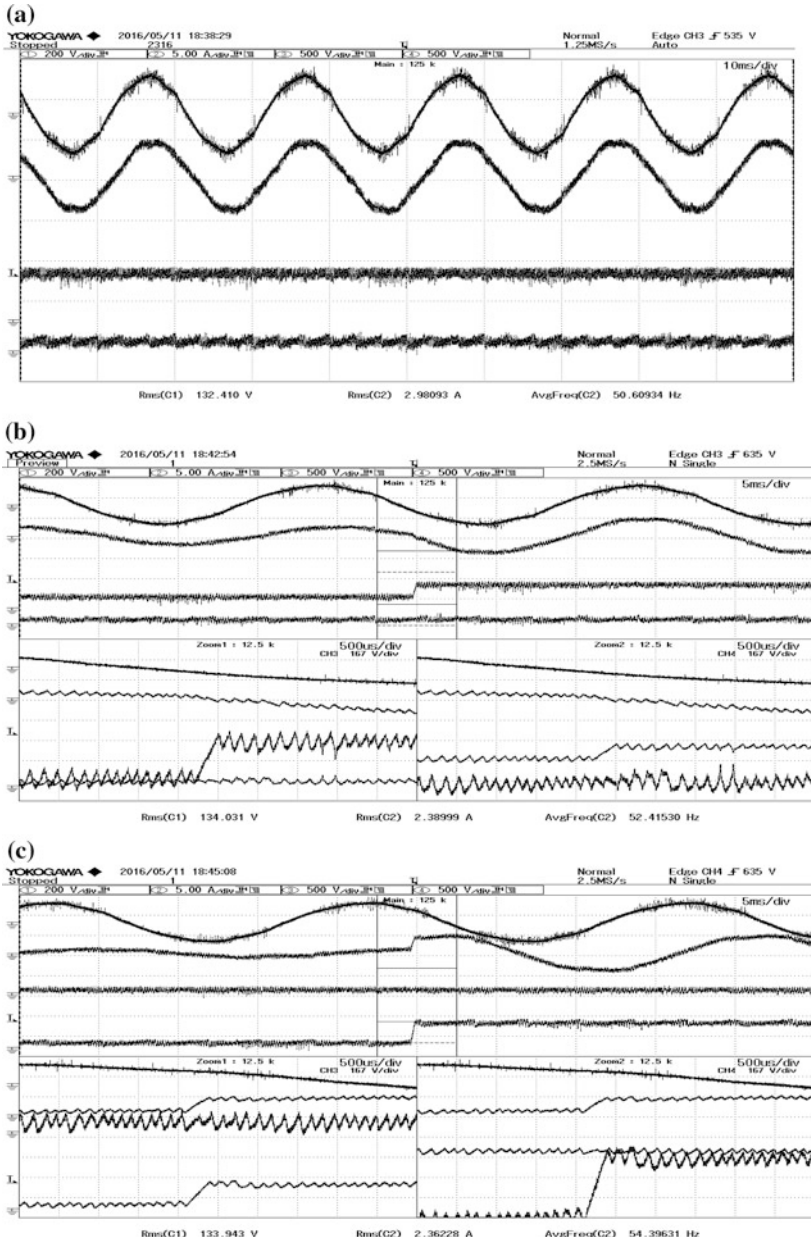 (a)
YOKOGAWA ◆ 2016/05/11 18:38:29 Normal Edge CH3 535 V
Stopped 2316 1.25MS/s Auto
200 V/div 5.00 A/div 500 V/div 500 V/div
Main : 125 k 10ms/div
Rms(C1) 132.410 V Rms(C2) 2.98093 A AvgFreq(C2) 50.60934 Hz
(b)
YOKOGAWA ◆ 2016/05/11 18:42:54 Normal Edge CH3 635 V
Preview 1 2.5MS/s N Single
200 V/div 5.00 A/div 500 V/div 500 V/div
Main : 125 k 5ms/div
Zoom1 : 12.5 k 500us/div Zoom2 : 12.5 k 500us/div
CH3 167 V/div CH4 167 V/div
Rms(C1) 134.031 V Rms(C2) 2.38999 A AvgFreq(C2) 52.41530 Hz
(c)
YOKOGAWA ◆ 2016/05/11 18:45:08 Normal Edge CH4 635 V
Stopped 1 2.5MS/s N Single
200 V/div 5.00 A/div 500 V/div 500 V/div
Main : 125 k 5ms/div
Zoom1 : 12.5 k 500us/div Zoom2 : 12.5 k 500us/div
CH3 167 V/div CH4 167 V/div
Rms(C1) 133.943 V Rms(C2) 2.36228 A AvgFreq(C2) 54.39631 Hz